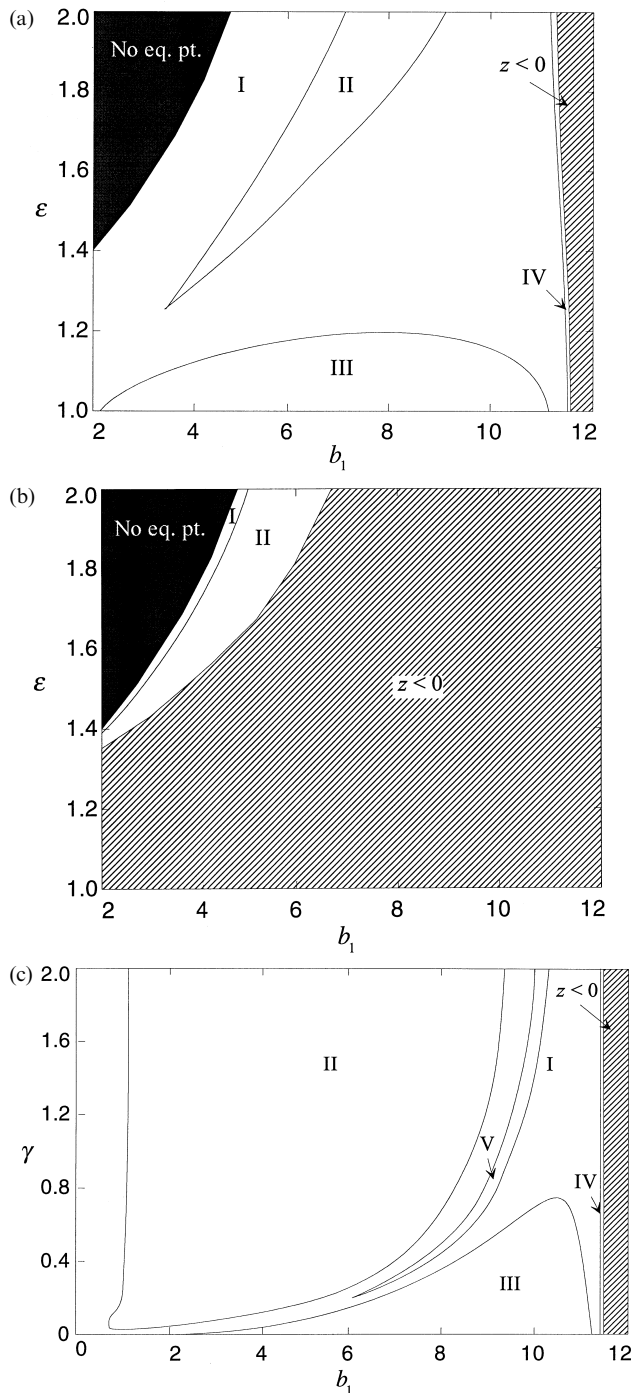 (a)
2.0
No eq. pt.
I
II
z < 0
1.8
1.6
ε
1.4
IV
1.2
III
1.0
2 4 6 8 10 12
b1
(b)
2.0
No eq. pt.
I
II
1.8
1.6
ε
z < 0
1.4
1.2
1.0
2 4 6 8 10 12
b1
(c)
2.0
z < 0
1.6
II
I
1.2
γ
V
0.8
IV
0.4
III
0
0 2 4 6 8 10 12
b1